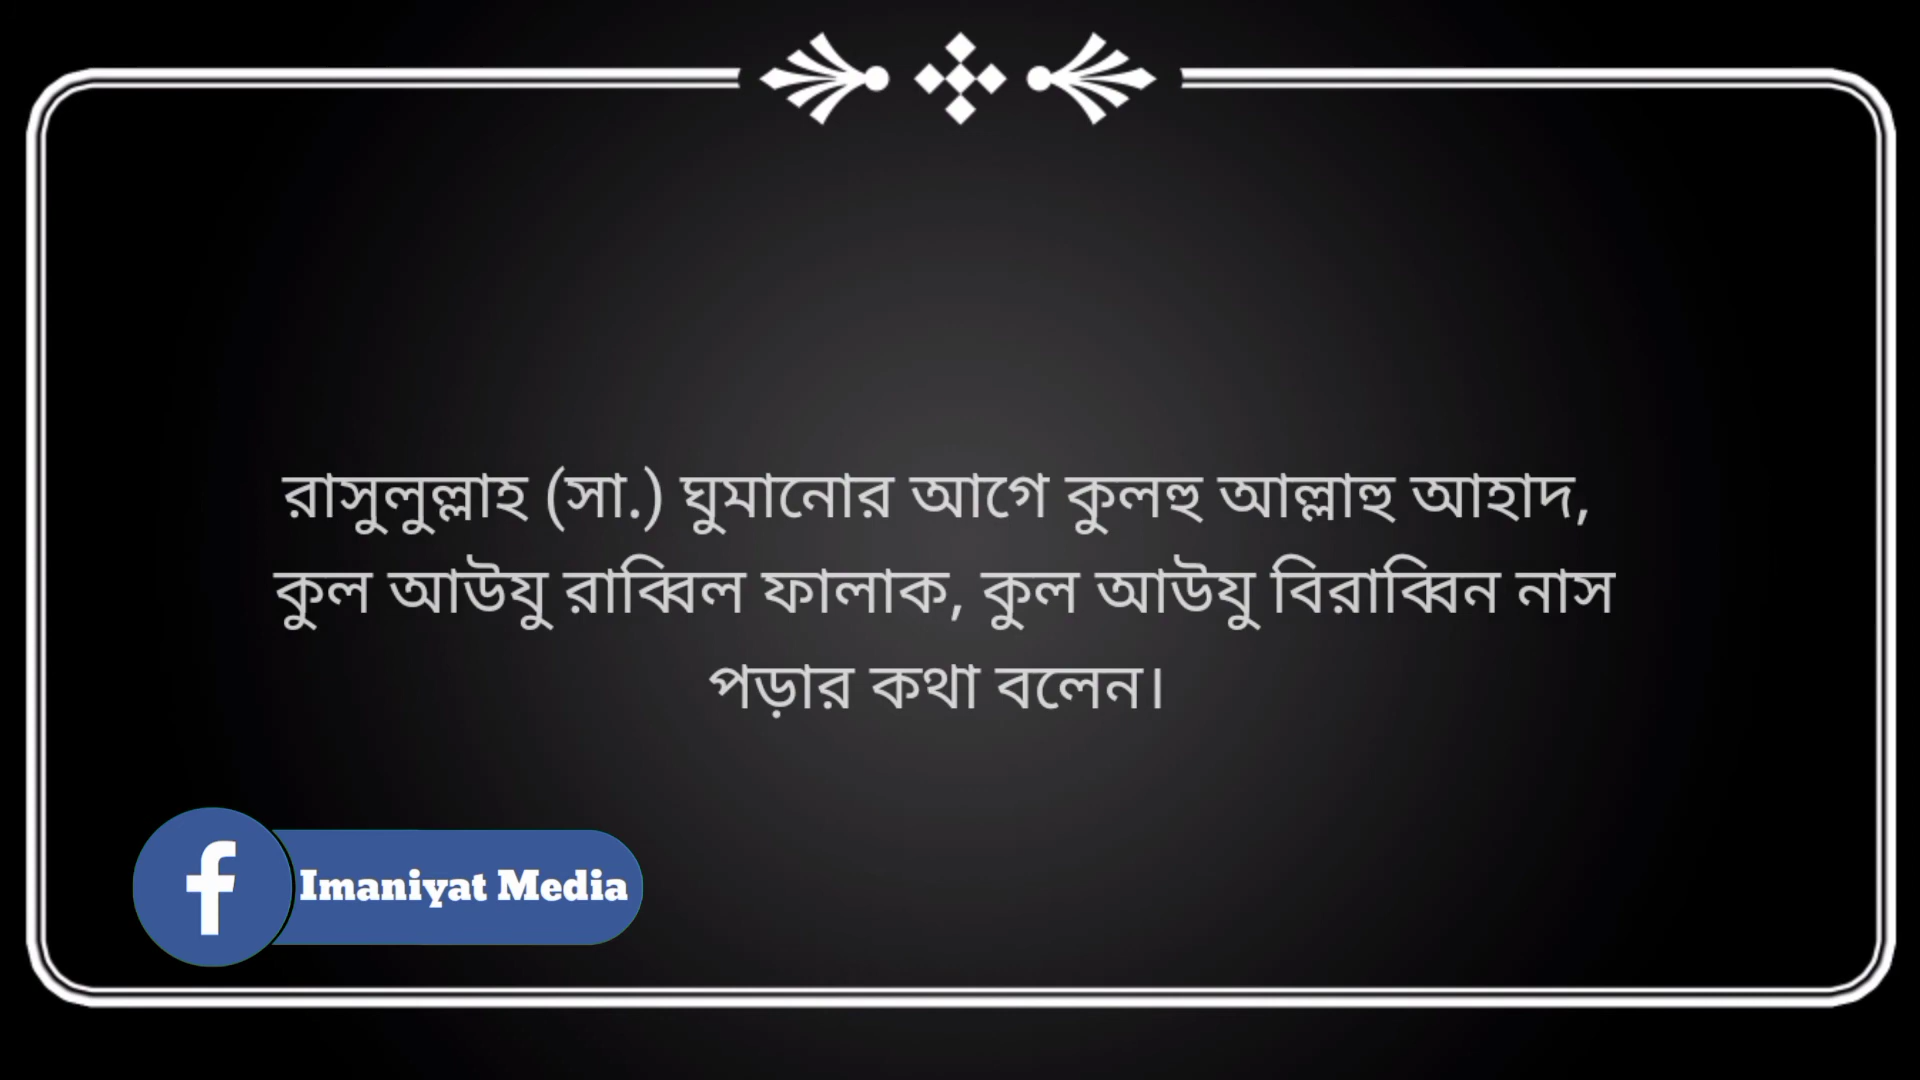 রাসুলুল্লাহ (সা.) ঘুমানোর আগে কুলহু আল্লাহু আহাদ,
কুল আউযু রাব্বিল ফালাক, কুল আউযু বিরাব্বিন নাস
পড়ার কথা বলেন।
f Imaniyat Media